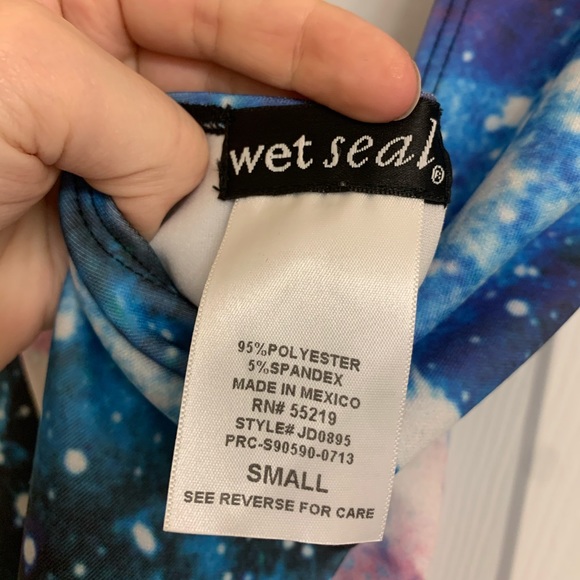 wet seal®
95%POLYESTER
5%SPANDEX
MADE IN MEXICO
RN# 55219
STYLE# JD0895
PRC-S90590-0713
SMALL
SEE REVERSE FOR CARE